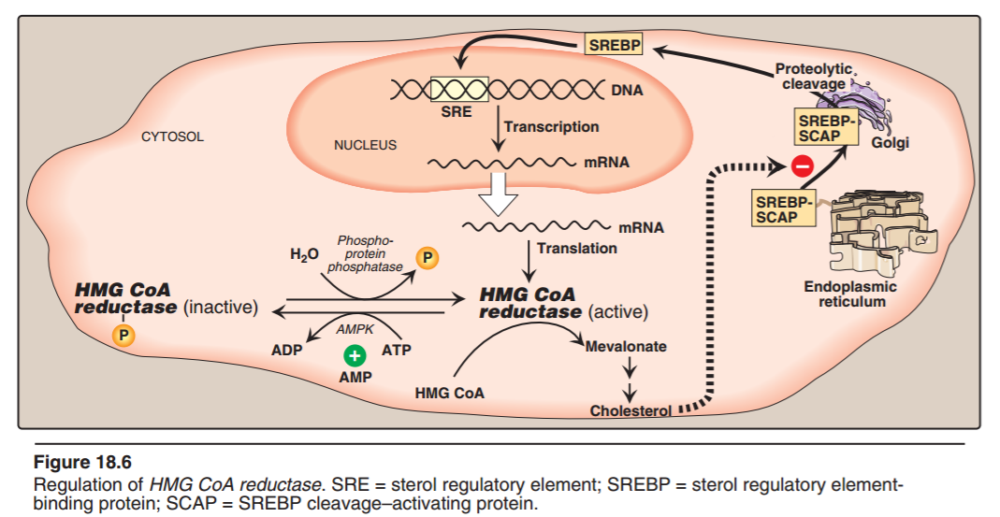 SREBP
Proteolytic
cleavage
DNA
SRE
SREBP-
SCAP
Golgi
Transcription
CYTOSOL
NUCLEUS
mRNA
−
SREBP-
SCAP
mRNA
Translation
Endoplasmic
reticulum
Phospho-
protein
phosphatase
H2O
P
HMG CoA
reductase (inactive)
P
HMG CoA
reductase (active)
AMPK
ADP
ATP
+
AMP
Mevalonate
HMG CoA
Cholesterol
Figure 18.6
Regulation of HMG CoA reductase. SRE = sterol regulatory element; SREBP = sterol regulatory element-
binding protein; SCAP = SREBP cleavage–activating protein.